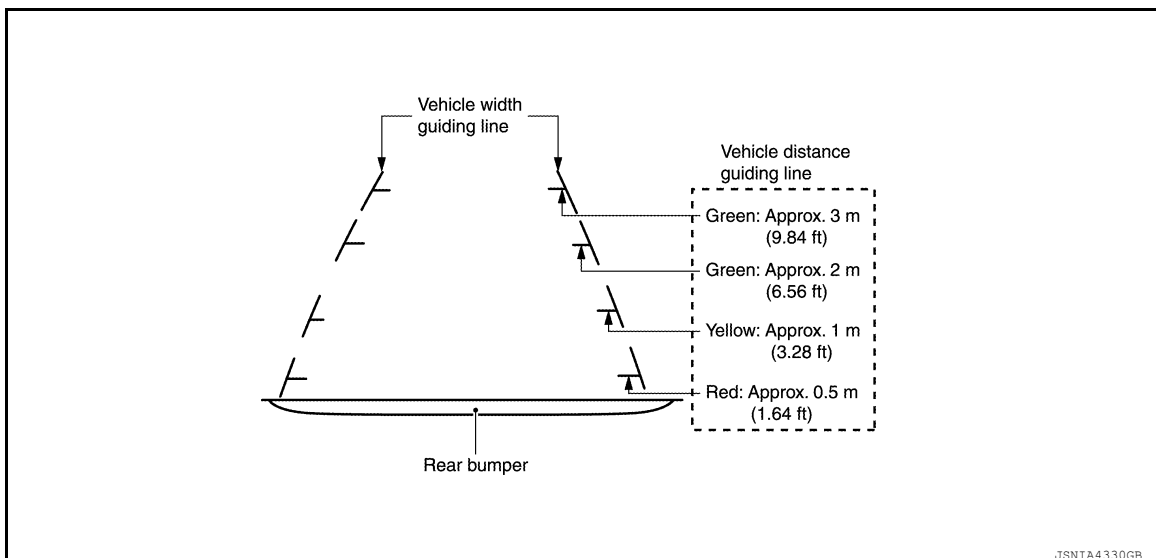 Vehicle width
guiding line
Vehicle distance
guiding line
Green: Approx. 3 m
(9.84 ft)
Green: Approx. 2 m
(6.56 ft)
Yellow: Approx. 1 m
(3.28 ft)
Red: Approx. 0.5 m
(1.64 ft)
Rear bumper
JSNIA4330GB